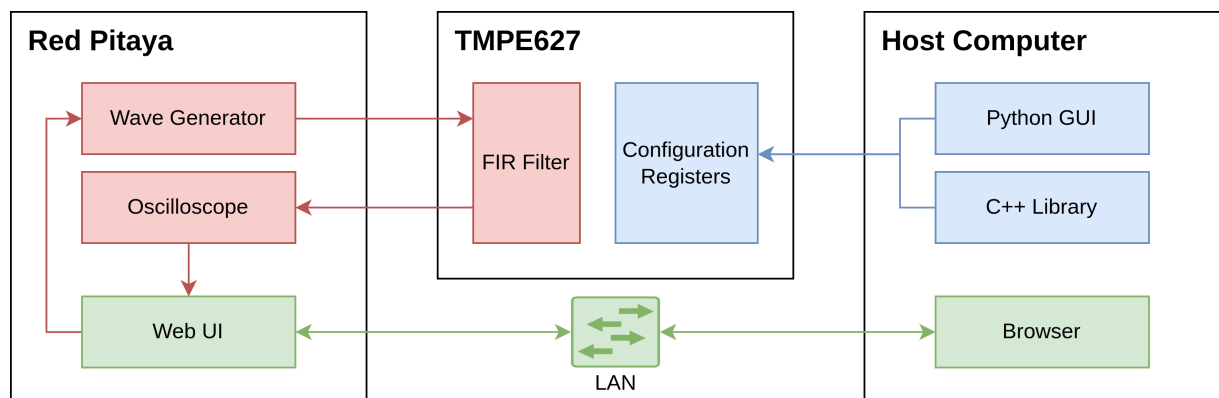 Red Pitaya
Wave Generator
Oscilloscope
Web UI
TMPE627
FIR Filter
Configuration
Registers
LAN
Host Computer
Python GUI
C++ Library
Browser